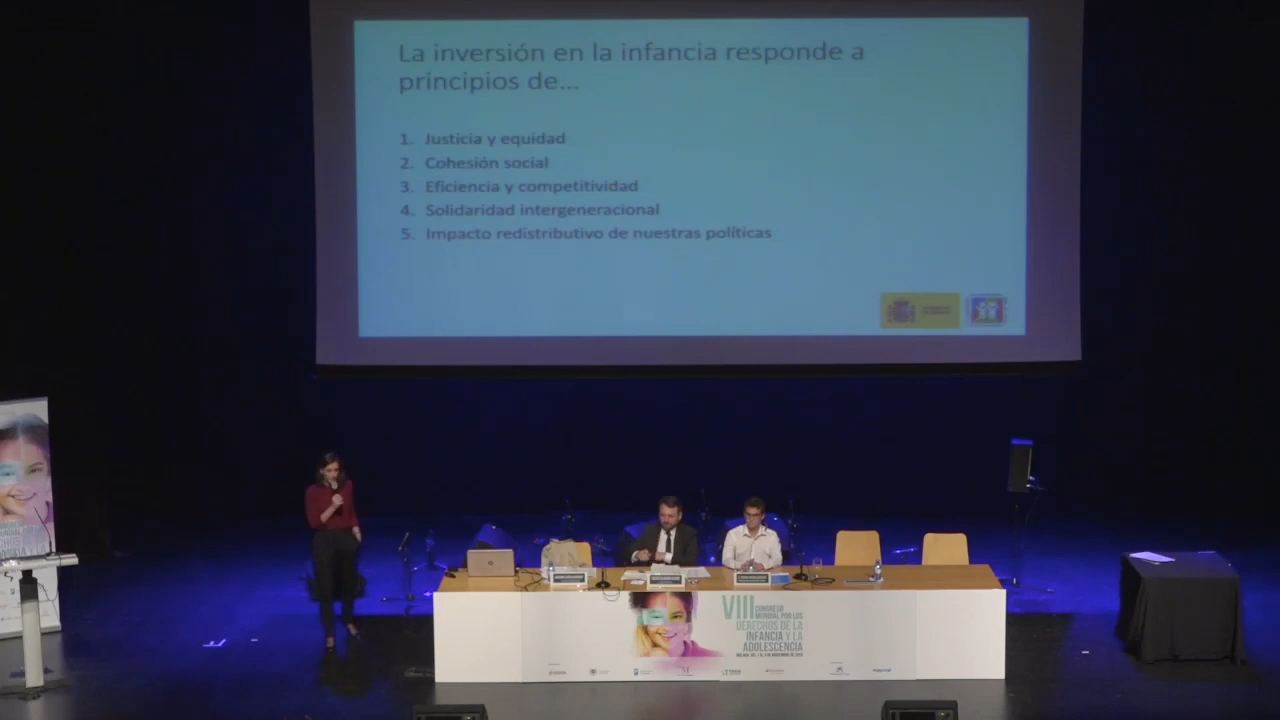 La inversión en la infancia responde a
principios de...
1. Justicia y equidad
2. Cohesión social
3. Eficiencia y competitividad
4. Solidaridad intergeneracional
5. Impacto redistributivo de nuestras políticas
VIII CONGRESO
MUNDIAL POR LOS
DERECHOS DE LA
INFANCIA Y LA
ADOLESCENCIA